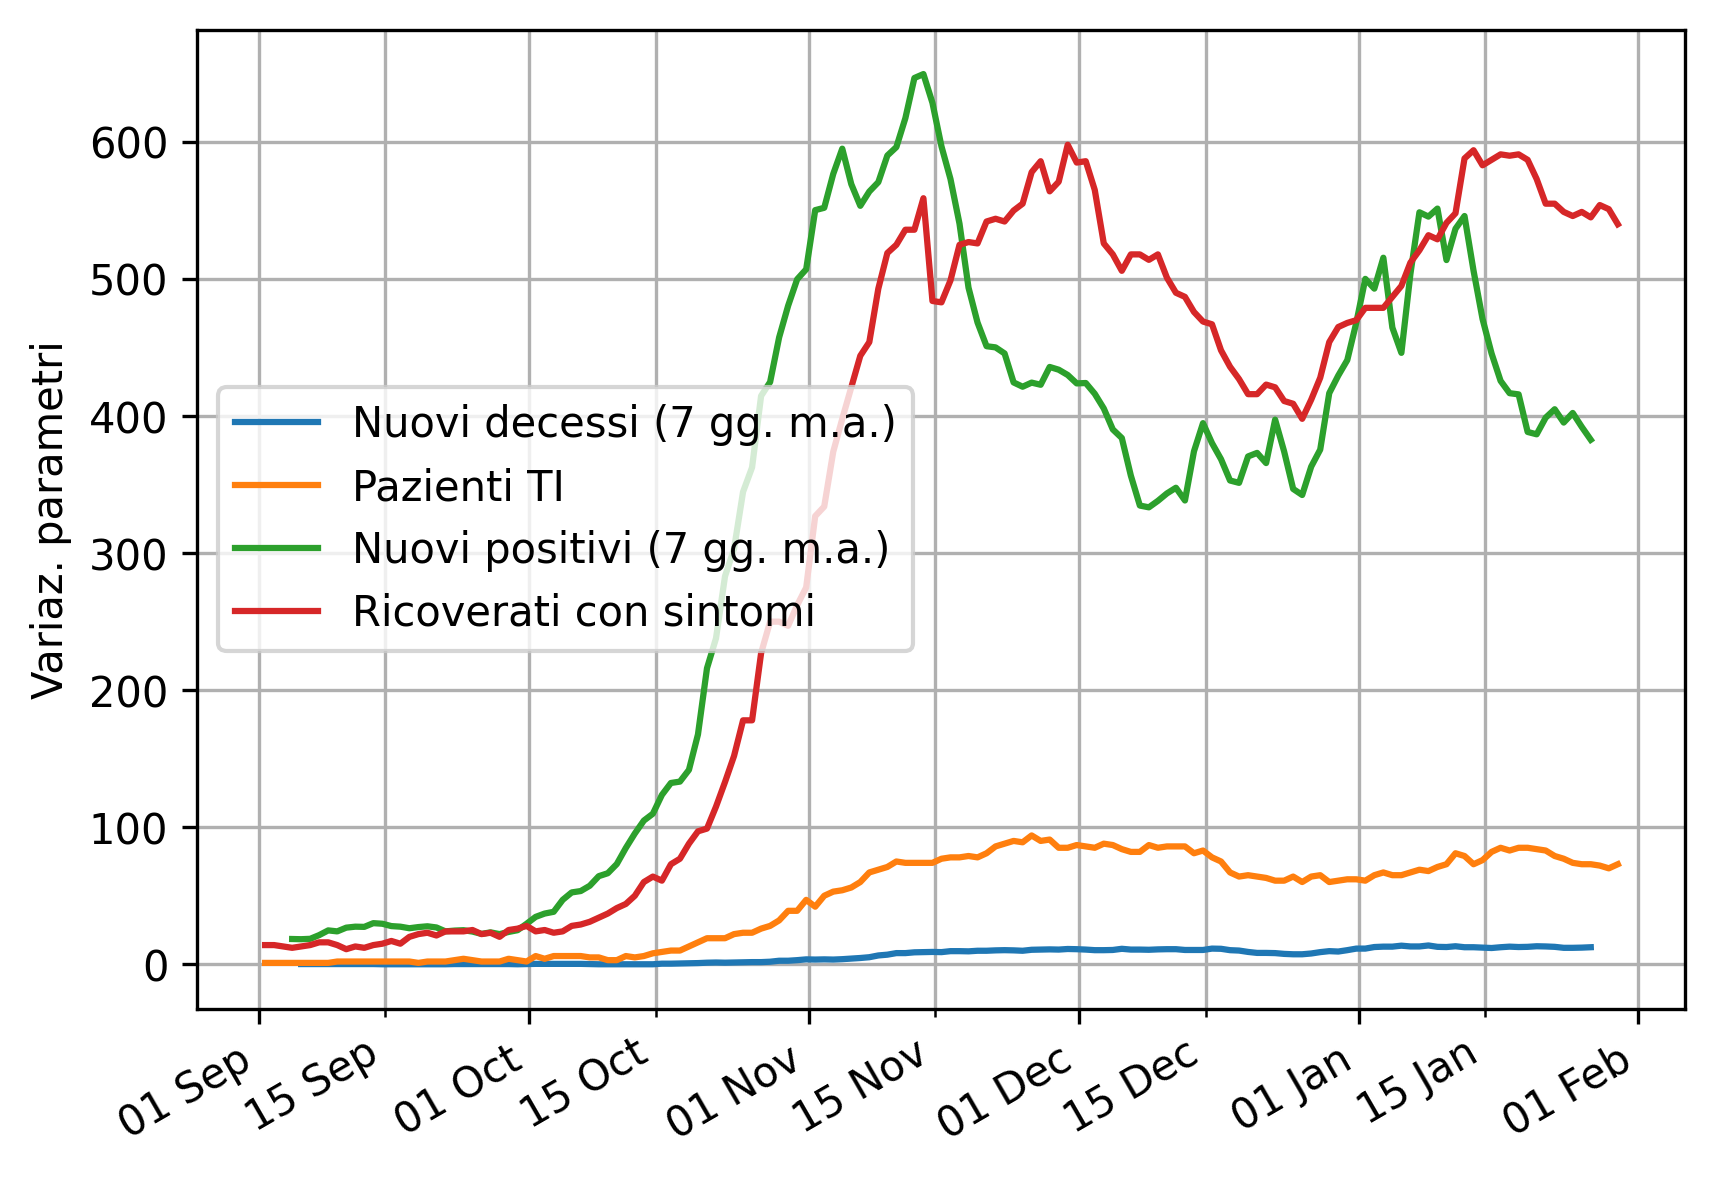 Variaz. parametri
600
500
400
300
200
100
0
Nuovi decessi (7 gg. m.a.)
Pazienti TI
Nuovi positivi (7 gg. m.a.)
Ricoverati con sintomi
01 Sep
15 Sep
01 Oct
15 Oct
01 Nov
15 Nov
01 Dec
15 Dec
01 Jan
15 Jan
01 Feb